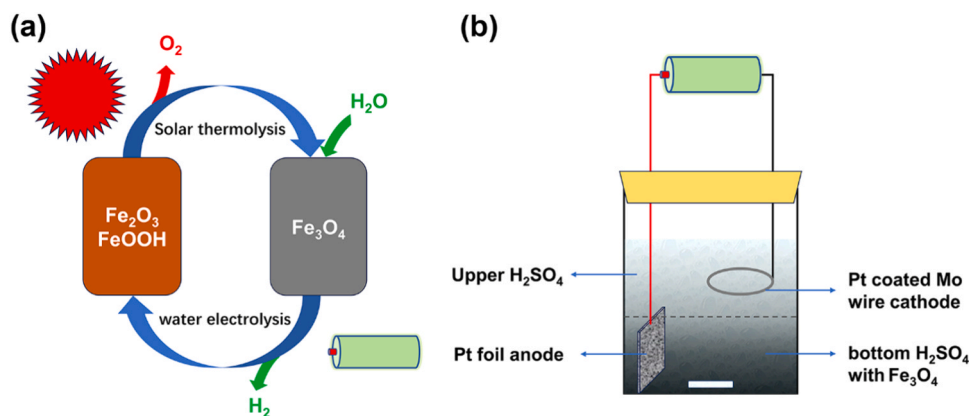 (a)
O₂
H₂O
Solar thermolysis
Fe₂O₃
FeOOH
Fe₃O₄
water electrolysis
H₂
(b)
Upper H₂SO₄
Pt coated Mo
wire cathode
Pt foil anode
bottom H₂SO₄
with Fe₃O₄